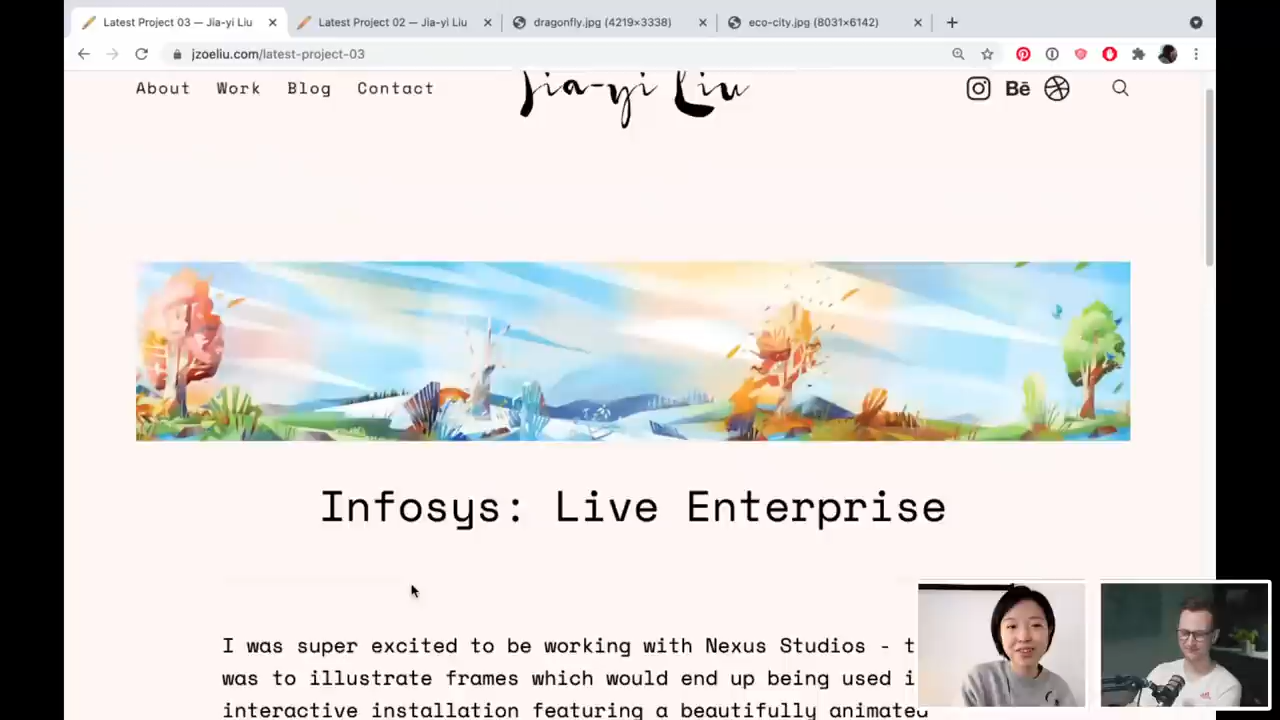 Latest Project 03 — Jia-yi Liu
Latest Project 02 — Jia-yi Liu
dragonfly.jpg (4219×3338)
eco-city.jpg (8031×6142)
jzoeliu.com/latest-project-03
About Work Blog Contact
Jia-yi Liu
Bē
Infosys: Live Enterprise
I was super excited to be working with Nexus Studios - t
was to illustrate frames which would end up being used i
interactive installation featuring a beautifully animated